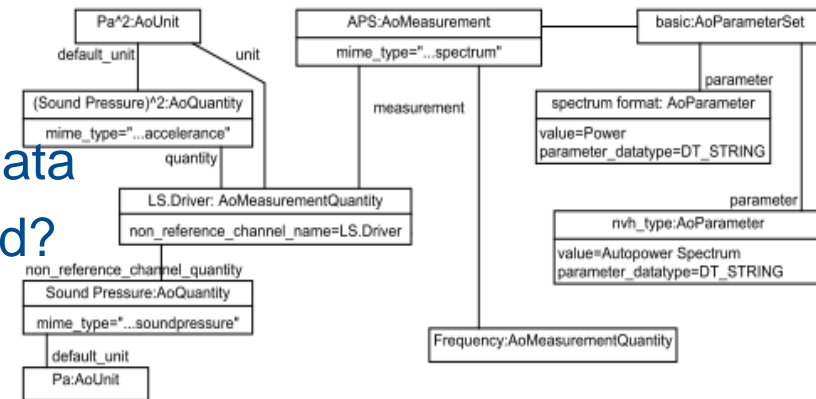 Pa^2:AoUnit
APS:AoMeasurement
basic:AoParameterSet
default_unit
unit
mime_type="...spectrum"
parameter
(Sound Pressure)^2:AoQuantity
measurement
spectrum format: AoParameter
mime_type="...accelerance"
value=Power
parameter_datatype=DT_STRING
ata
quantity
LS.Driver: AoMeasurementQuantity
parameter
non_reference_channel_name=LS.Driver
nvh_type:AoParameter
d?
value=Autopower Spectrum
parameter_datatype=DT_STRING
non_reference_channel_quantity
Sound Pressure:AoQuantity
mime_type="...soundpressure"
Frequency:AoMeasurementQuantity
default_unit
Pa:AoUnit